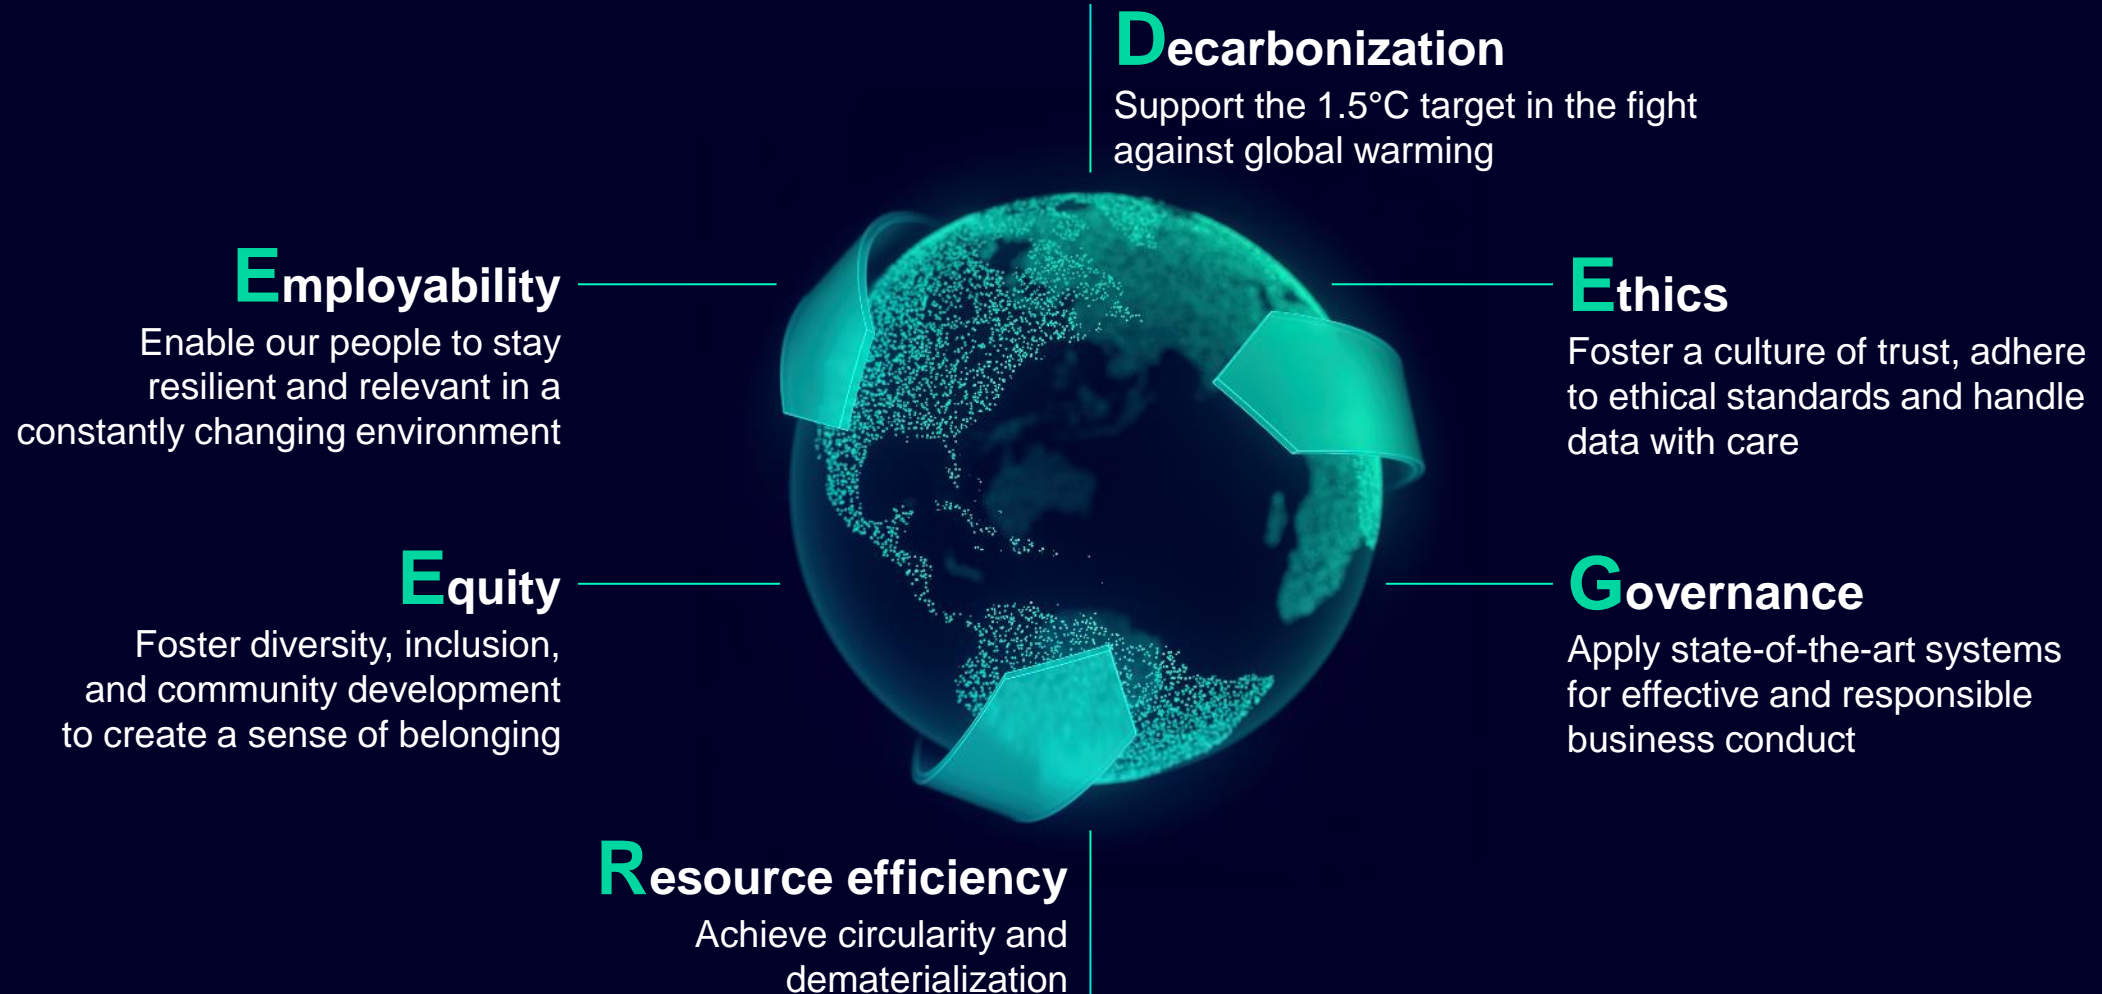 Decarbonization
Support the 1.5°C target in the fight
against global warming
Ethics
Foster a culture of trust, adhere
to ethical standards and handle
data with care
Governance
Apply state-of-the-art systems
for effective and responsible
business conduct
Resource efficiency
Achieve circularity and
dematerialization
Equity
Foster diversity, inclusion,
and community development
to create a sense of belonging
Employability
Enable our people to stay
resilient and relevant in a
constantly changing environment